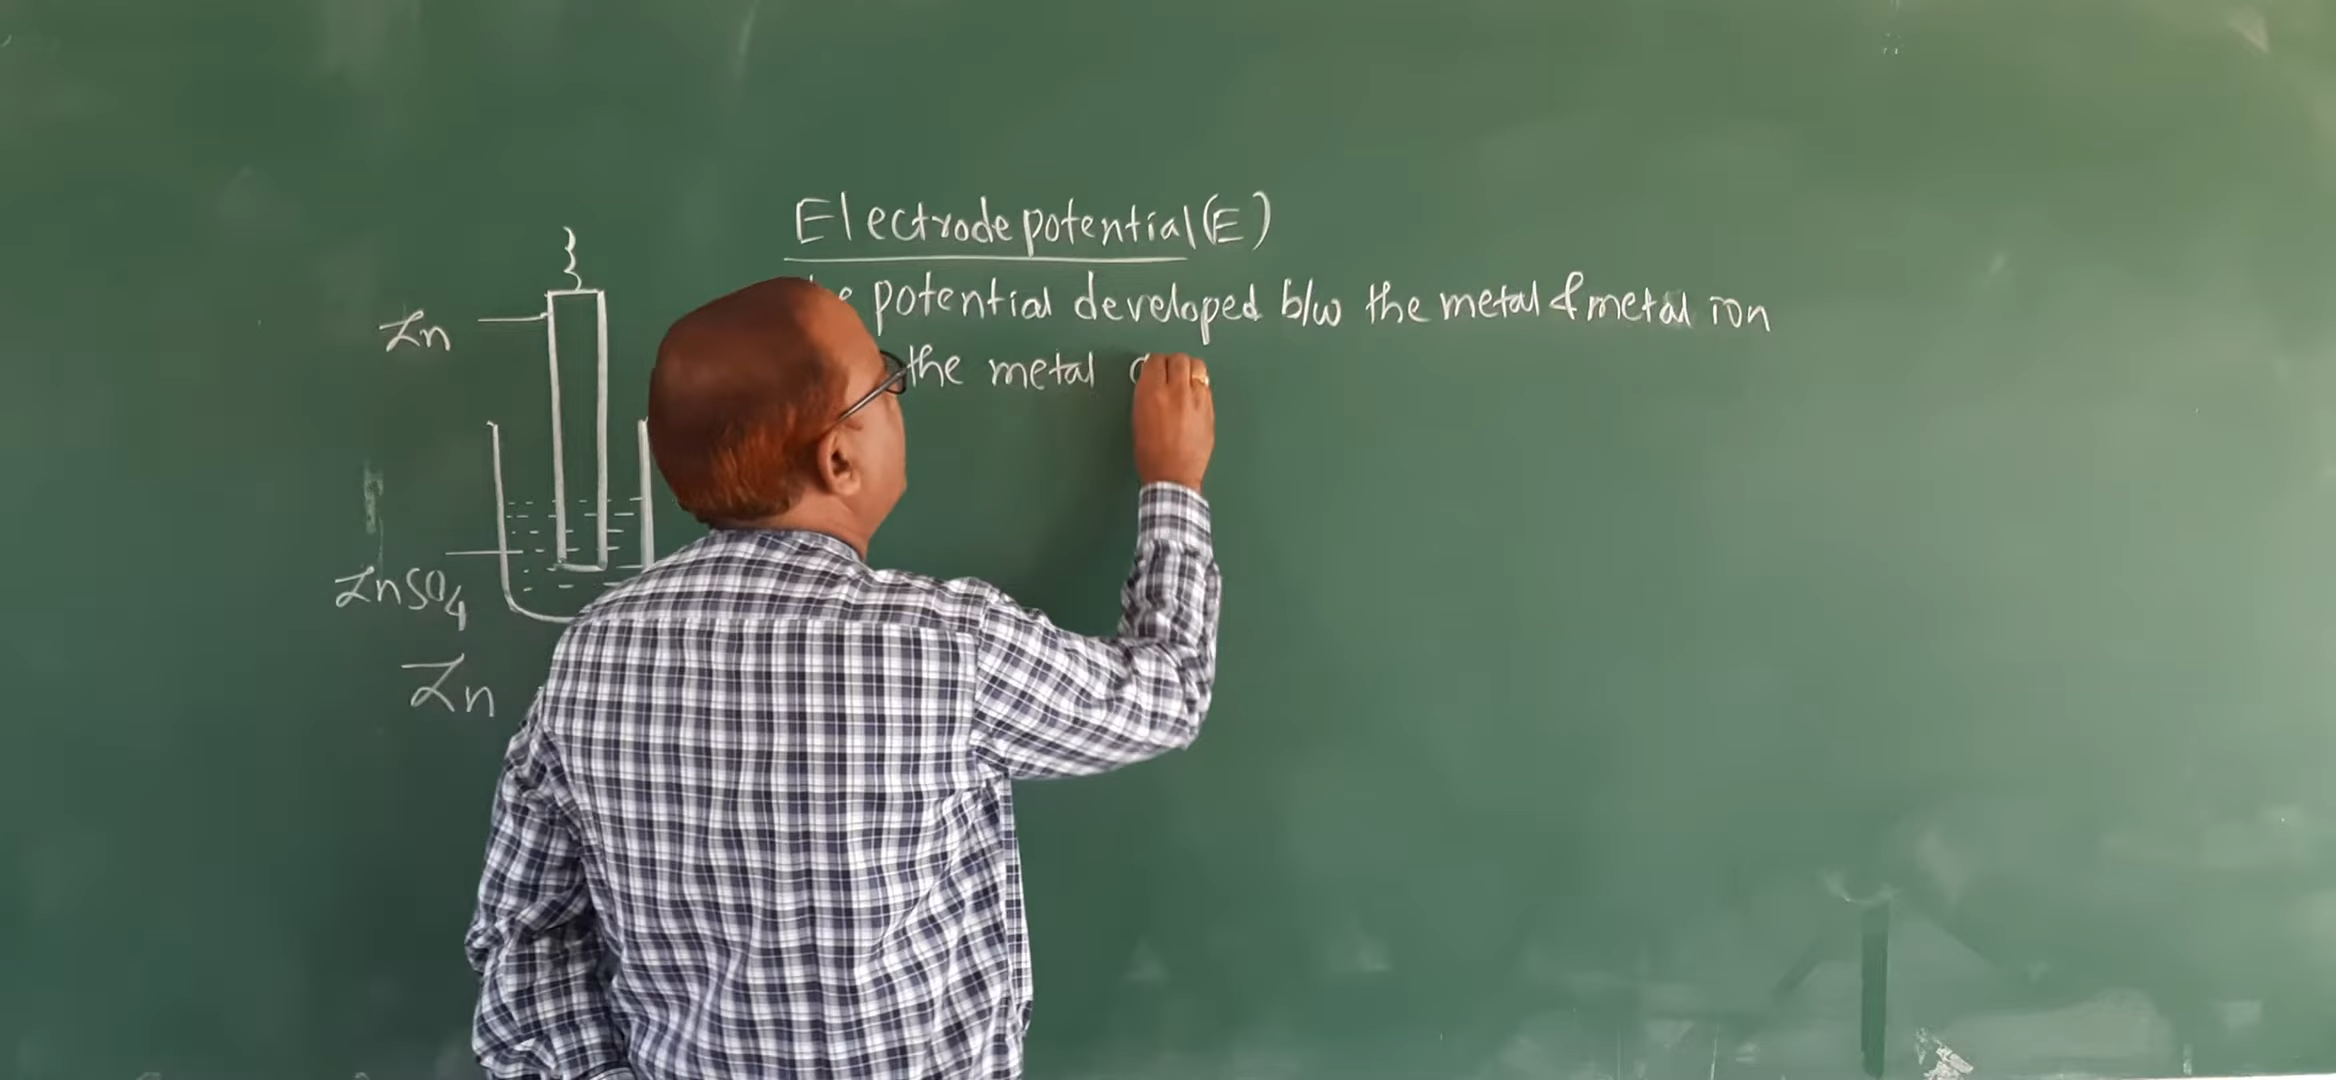 Electrode potential (E)
potential developed b/w the metal & metal ion
the metal
Zn
ZnSO4
Zn